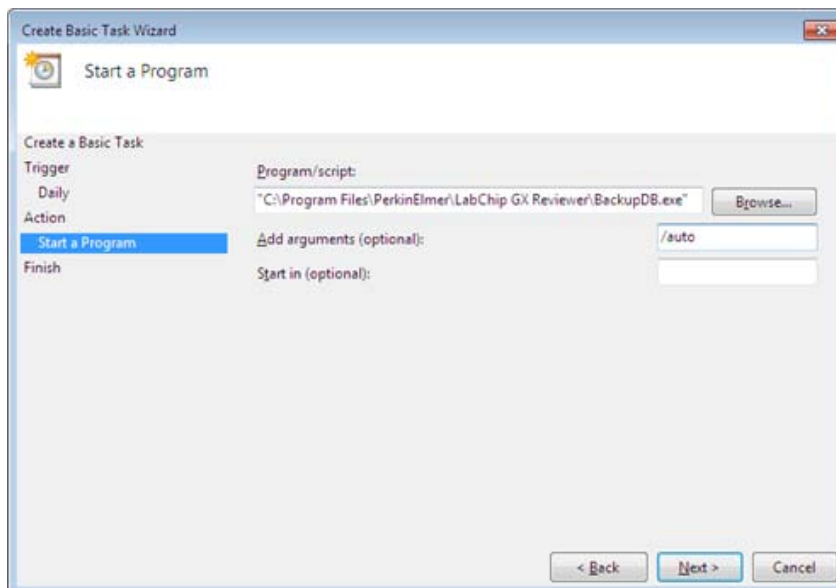 Create Basic Task Wizard
Start a Program
Create a Basic Task
Trigger
Daily
Action
Start a Program
Finish
Program/script:
"C:\Program Files\PerkinElmer\LabChip GX Reviewer\BackupDB.exe"
Browse...
Add arguments (optional):
/auto
Start in (optional):
< Back
Next >
Cancel